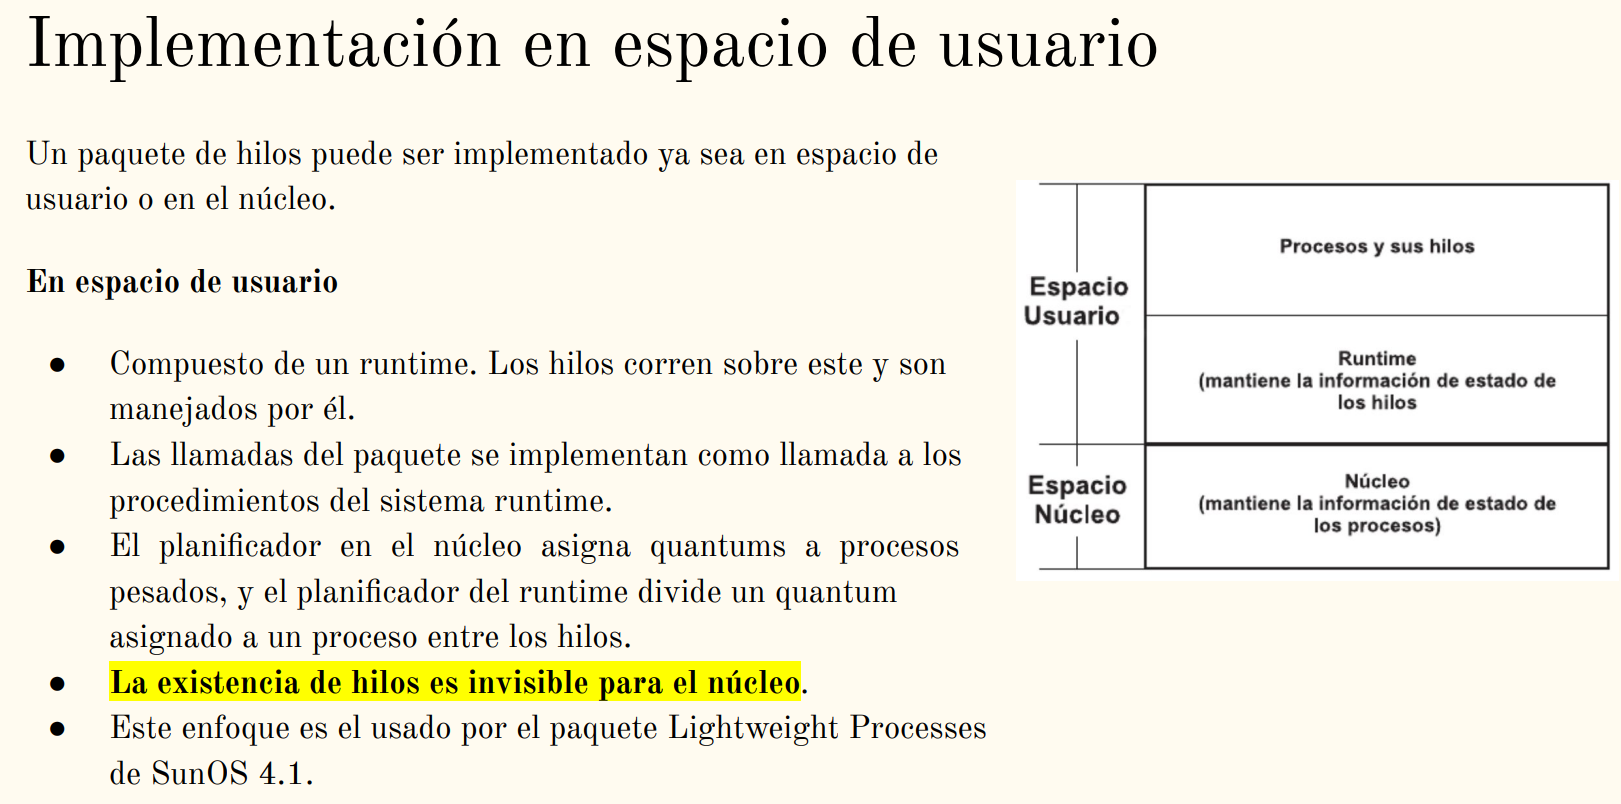 Implementación en espacio de usuario
Un paquete de hilos puede ser implementado ya sea en espacio de
usuario o en el núcleo.
En espacio de usuario
● Compuesto de un runtime. Los hilos corren sobre este y son
manejados por él.
● Las llamadas del paquete se implementan como llamada a los
procedimientos del sistema runtime.
● El planificador en el núcleo asigna quantums a procesos
pesados, y el planificador del runtime divide un quantum
asignado a un proceso entre los hilos.
● La existencia de hilos es invisible para el núcleo.
● Este enfoque es el usado por el paquete Lightweight Processes
de SunOS 4.1.
Espacio
Usuario
Procesos y sus hilos
Runtime
(mantiene la información de estado de
los hilos
Espacio
Núcleo
Núcleo
(mantiene la información de estado de
los procesos)